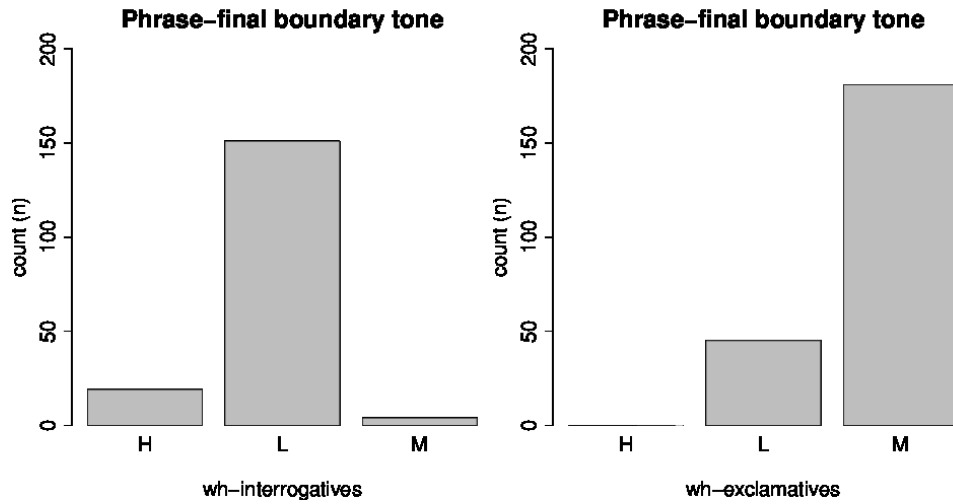 Phrase-final boundary tone
200
150
100
50
0
count (n)
H L M
wh-interrogatives
Phrase-final boundary tone
200
150
100
50
0
count (n)
H L M
wh-exclamatives